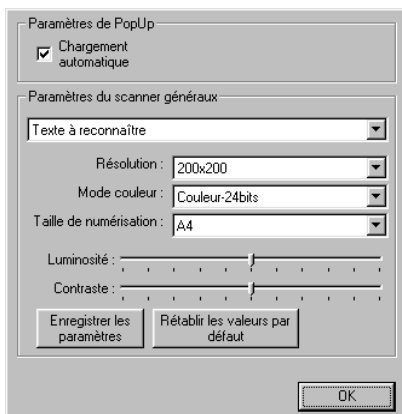 Paramètres de PopUp
Chargement
automatique
Paramètres du scanner généraux
Texte à reconnaître
Résolution : 200x200
Mode couleur : Couleur-24bits
Taille de numérisation : A4
Luminosité :
Contraste :
Enregistrer les
paramètres
Rétablir les valeurs par
défaut
OK